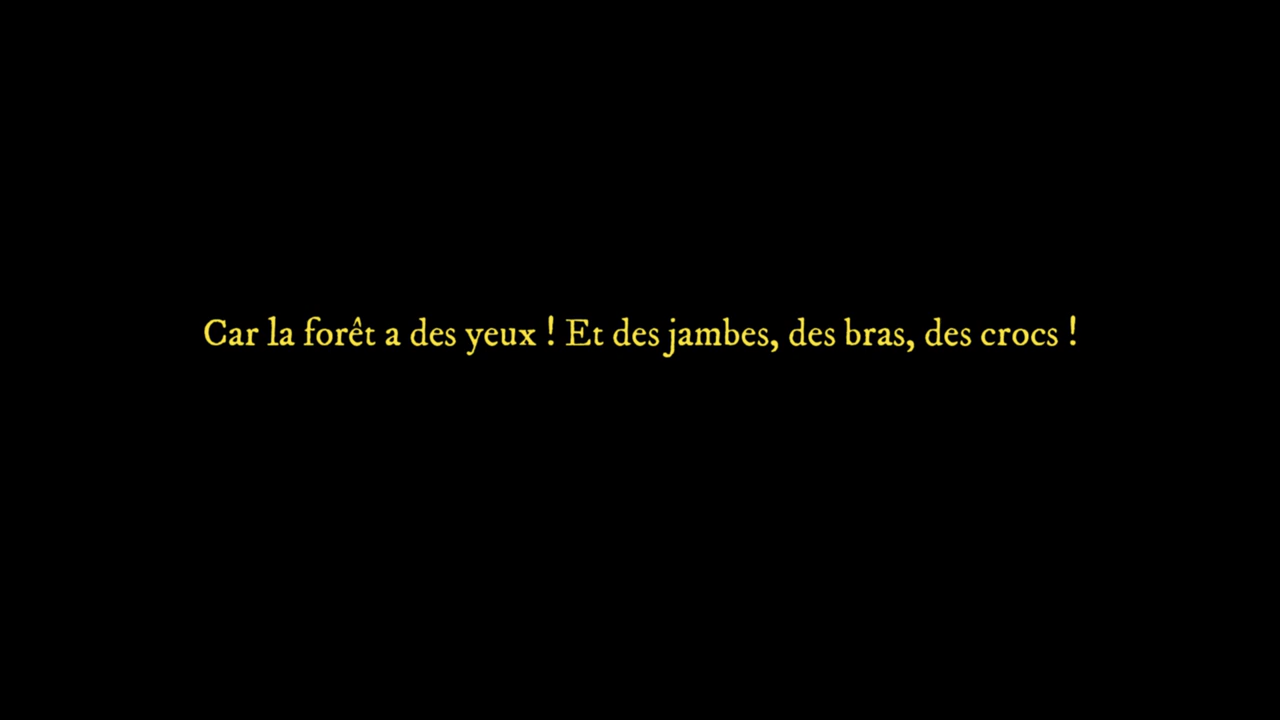 Car la forêt a des yeux ! Et des jambes, des bras, des crocs !